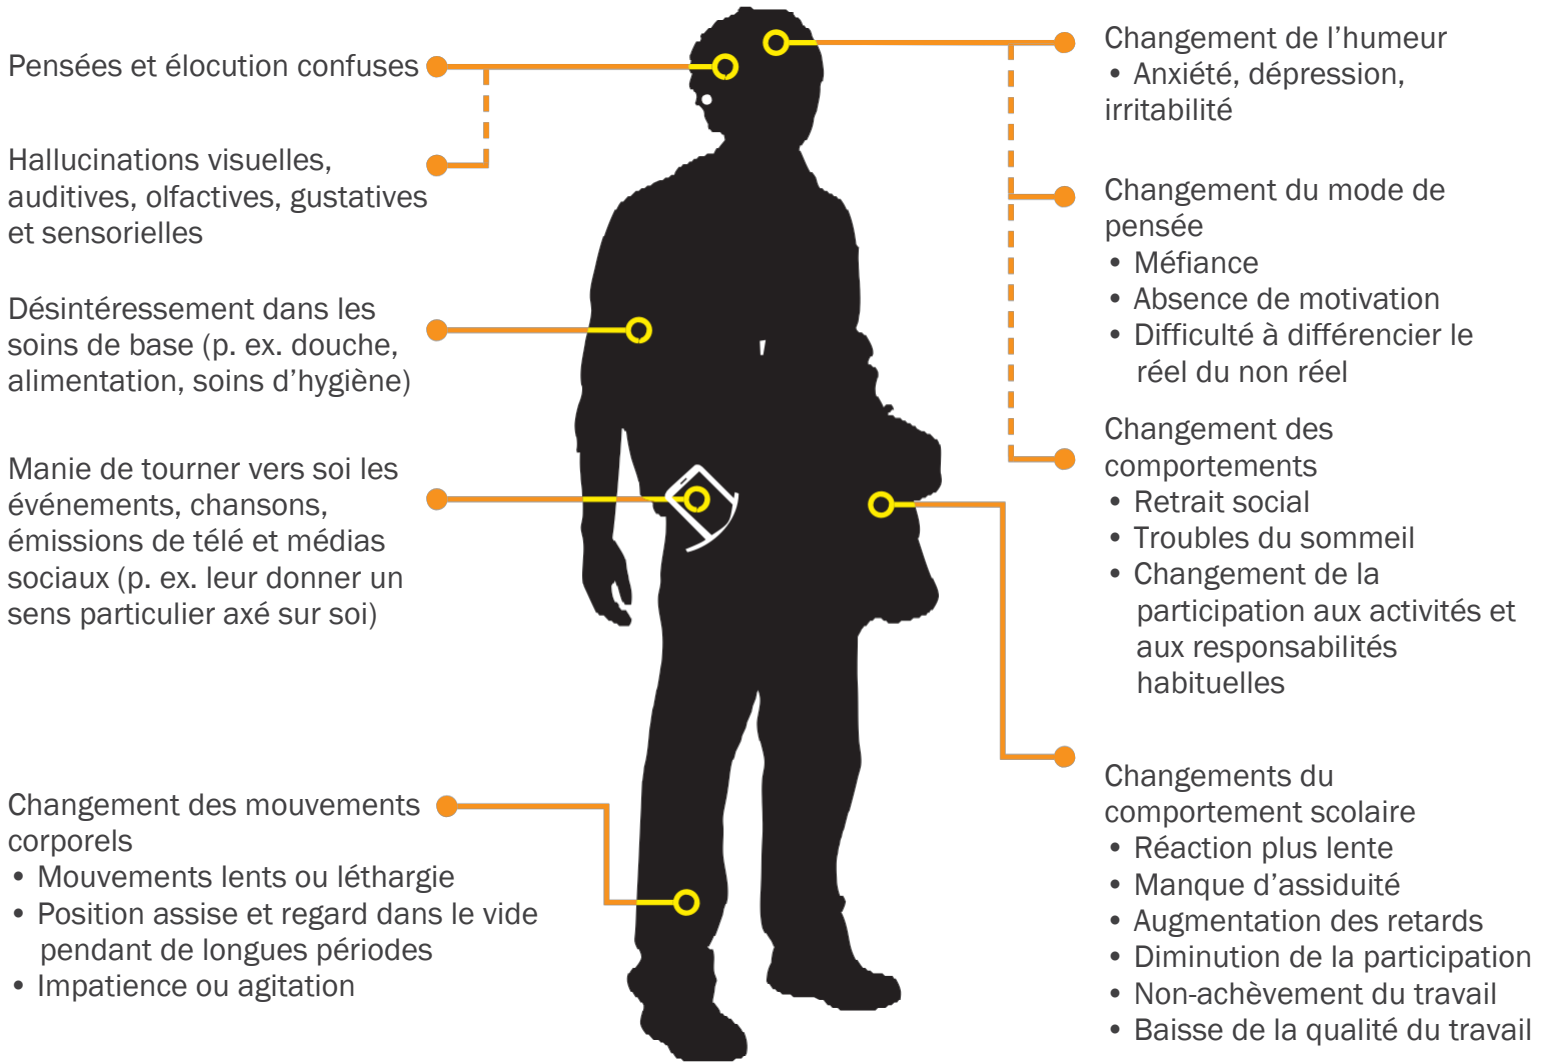 Pensées et élocution confuses
Hallucinations visuelles,
auditives, olfactives, gustatives
et sensorielles
Désintéressement dans les
soins de base (p. ex. douche,
alimentation, soins d’hygiène)
Manie de tourner vers soi les
événements, chansons,
émissions de télé et médias
sociaux (p. ex. leur donner un
sens particulier axé sur soi)
Changement des mouvements
corporels
• Mouvements lents ou léthargie
• Position assise et regard dans le vide
pendant de longues périodes
• Impatience ou agitation
Changement de l’humeur
• Anxiété, dépression,
irritabilité
Changement du mode de
pensée
• Méfiance
• Absence de motivation
• Difficulté à différencier le
réel du non réel
Changement des
comportements
• Retrait social
• Troubles du sommeil
• Changement de la
participation aux activités et
aux responsabilités
habituelles
Changements du
comportement scolaire
• Réaction plus lente
• Manque d’assiduité
• Augmentation des retards
• Diminution de la participation
• Non-achèvement du travail
• Baisse de la qualité du travail